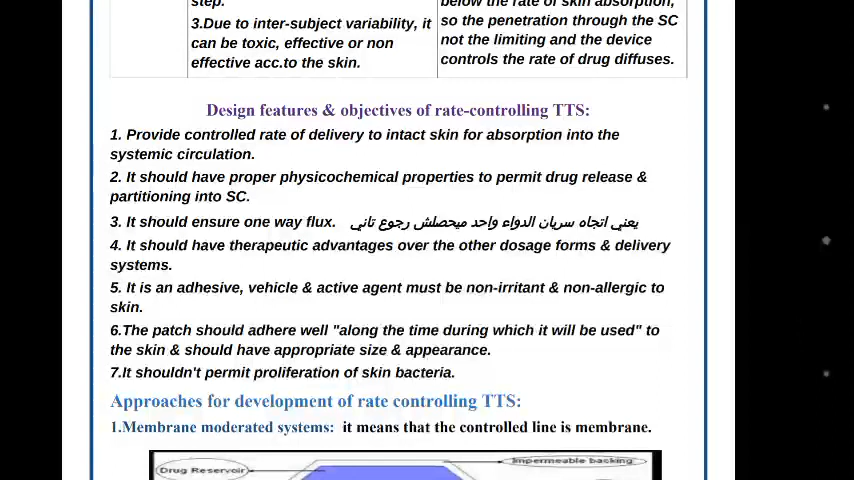 step.
3.Due to inter-subject variability, it
can be toxic, effective or non
effective acc.to the skin.
below the rate of skin absorption,
so the penetration through the SC
not the limiting and the device
controls the rate of drug diffuses.
Design features & objectives of rate-controlling TTS:
1. Provide controlled rate of delivery to intact skin for absorption into the
systemic circulation.
2. It should have proper physicochemical properties to permit drug release &
partitioning into SC.
3. It should ensure one way flux. يعني اتجاه سريان الدواء واحد ميحصلش رجوع تاني
4. It should have therapeutic advantages over the other dosage forms & delivery
systems.
5. It is an adhesive, vehicle & active agent must be non-irritant & non-allergic to
skin.
6.The patch should adhere well "along the time during which it will be used" to
the skin & should have appropriate size & appearance.
7.It shouldn't permit proliferation of skin bacteria.
Approaches for development of rate controlling TTS:
1.Membrane moderated systems: it means that the controlled line is membrane.
Drug Reservoir
Impermeable backing